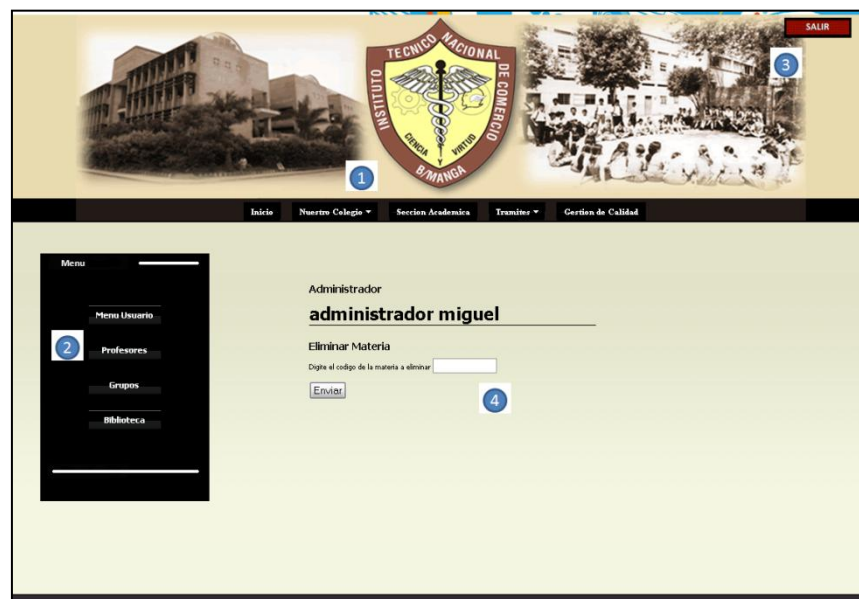 SALIR
INSTITUTO TECNICO NACIONAL DE COMERCIO
CIENCIA Y VIRTUD
B/MANGA
3
1
Inicio Nuestro Colegio Seccion Academica Tramites Gestion de Calidad
Menu
Menu Usuario
2
Profesores
Grupos
Biblioteca
Administrador
administrador miguel
Eliminar Materia
Digite el codigo de la materia a eliminar
Enviar
4